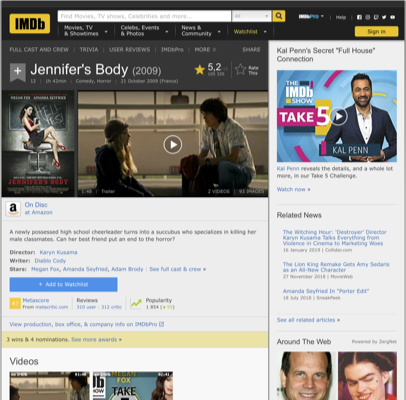 IMDb
Find Movies, TV shows, Celebrities and more...
All
IMDbPro
Help
Movies, TV & Showtimes
Celebs, Events & Photos
News & Community
Watchlist
Sign in
FULL CAST AND CREW | TRIVIA | USER REVIEWS | IMDbPro | MORE
SHARE
Jennifer's Body (2009)
5,2
Rate This
12 | 1h 42min | Comedy, Horror | 21 October 2009 (France)
MEGAN FOX AMANDA SEYFRIED
JENNIFER'S BODY
1:48 | Trailer
2 VIDEOS | 93 IMAGES
On Disc
at Amazon
A newly possessed high school cheerleader turns into a succubus who specializes in killing her male classmates. Can her best friend put an end to the horror?
Director: Karyn Kusama
Writer: Diablo Cody
Stars: Megan Fox, Amanda Seyfried, Adam Brody | See full cast & crew »
+ Add to Watchlist
47
Metascore
From metacritic.com
Reviews
310 user | 312 critic
Popularity
View production, box office, & company info on IMDbPro
3 wins & 4 nominations. See more awards »
Videos
MEGAN FOX
TAKE
Kal Penn's Secret "Full House" Connection
THE IMDb SHOW
TAKE 5
KAL PENN
Kal Penn reveals the details, and a whole lot more, in our Take 5 Challenge.
Watch now »
Related News
The Witching Hour: 'Destroyer' Director
Karyn Kusama Talks Everything from
Violence in Cinema to Marketing Woes
16 January 2019 | Collider.com
The Lion King Remake Gets Amy Sedaris
as an All-New Character
27 November 2018 | MovieWeb
Amanda Seyfried In "Porter Edit"
18 July 2018 | SneakPeek
See all related articles »
Around The Web
Powered by ZergNet